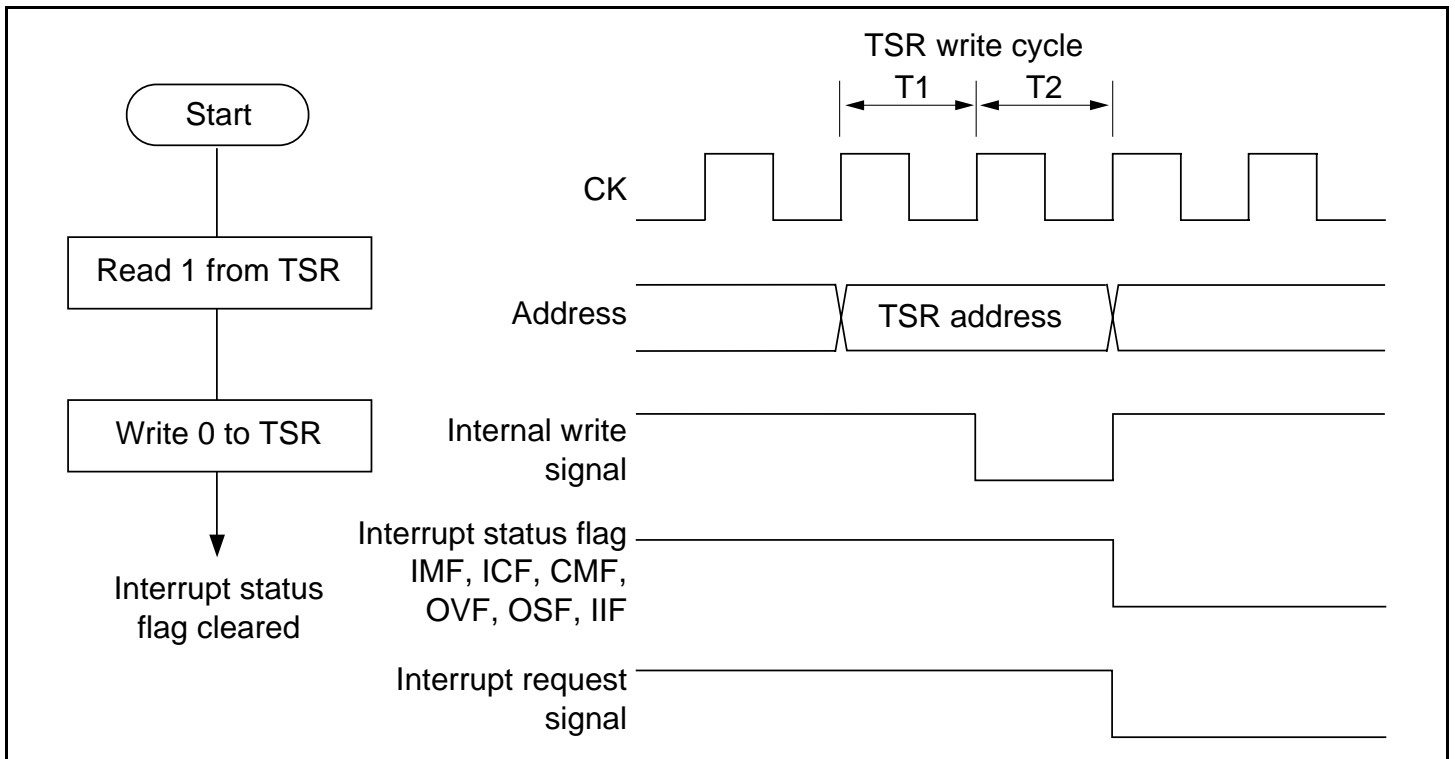 Start
Read 1 from TSR
Write 0 to TSR
Interrupt status
flag cleared
TSR write cycle
T1
T2
CK
Address
TSR address
Internal write
signal
Interrupt status flag
IMF, ICF, CMF,
OVF, OSF, IIF
Interrupt request
signal